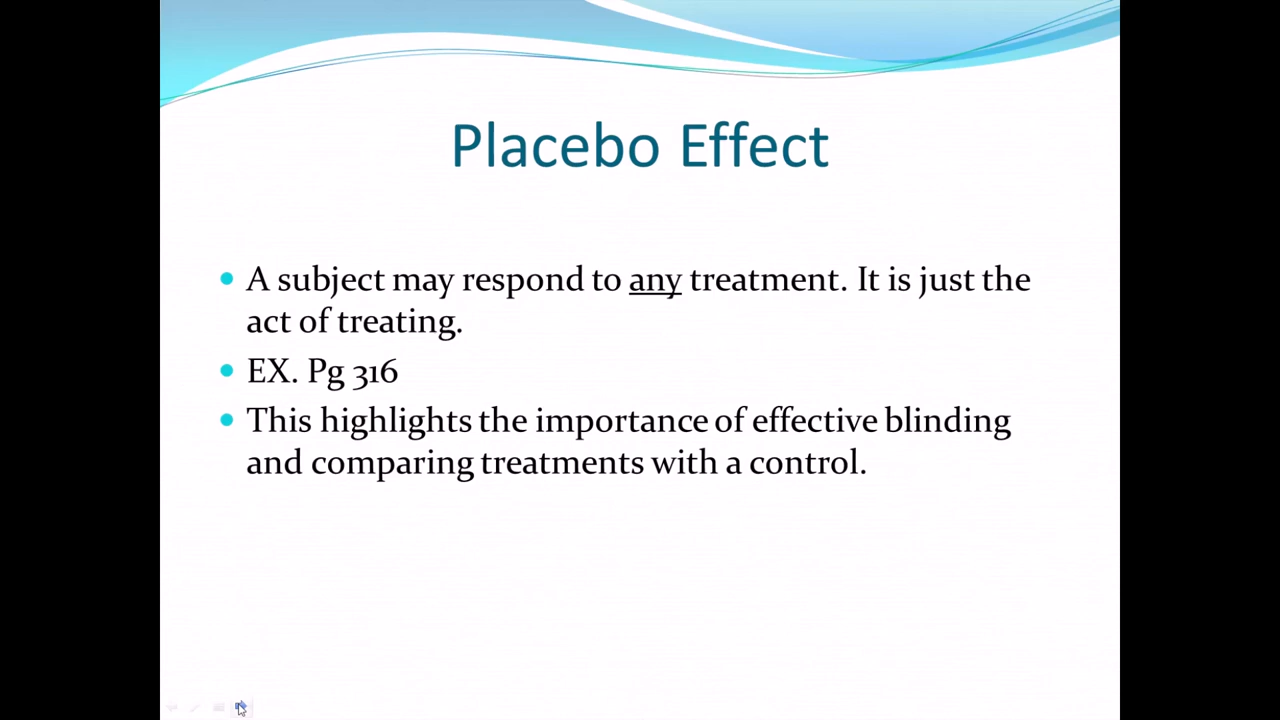 Placebo Effect
A subject may respond to any treatment. It is just the
act of treating.
EX. Pg 316
This highlights the importance of effective blinding
and comparing treatments with a control.